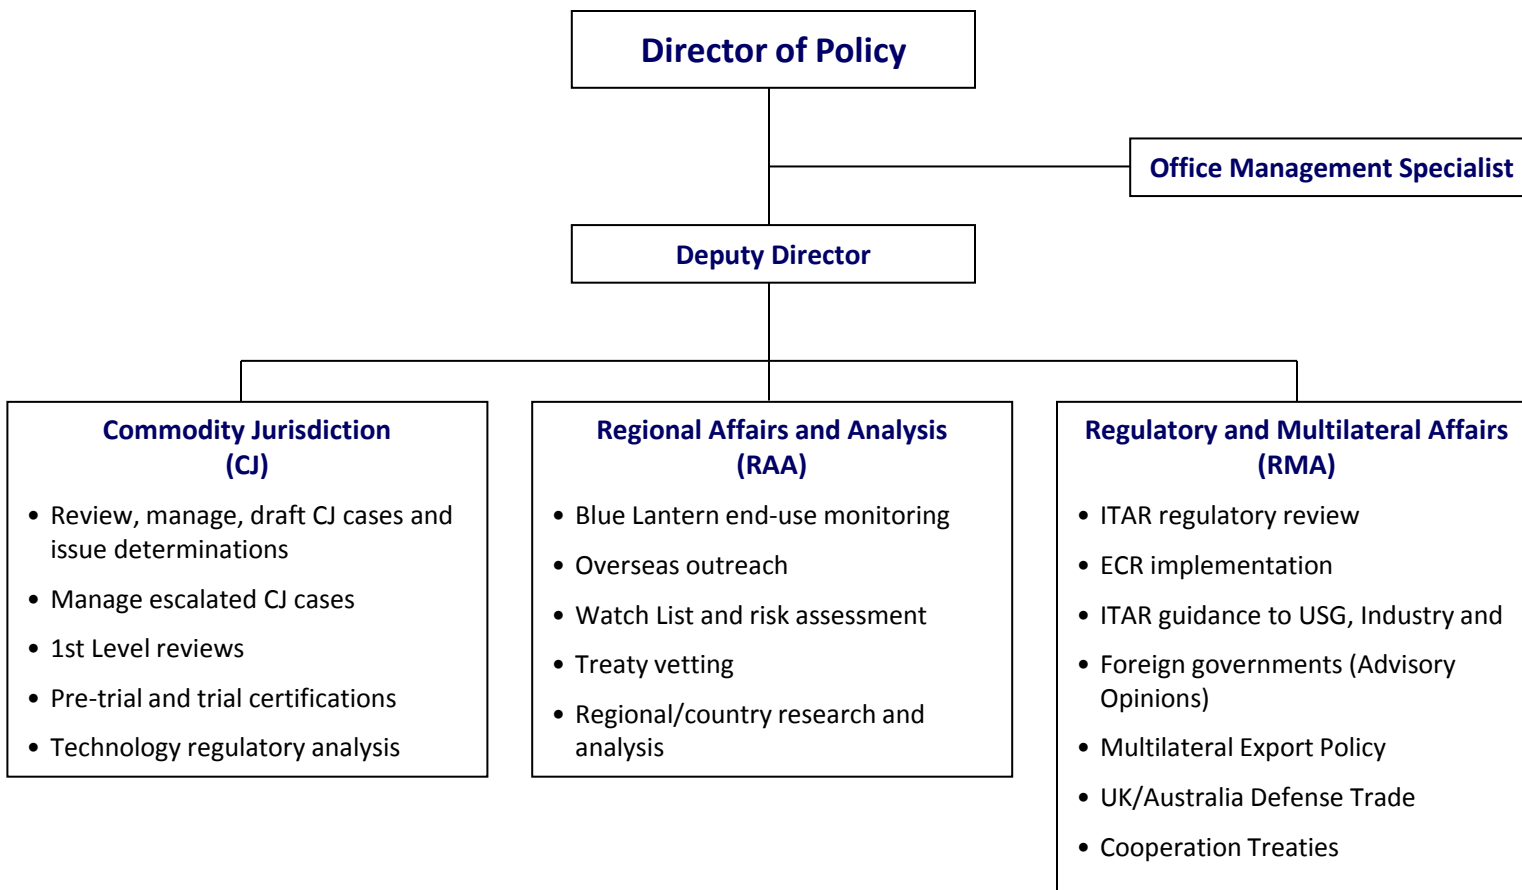 Director of Policy
Office Management Specialist
Deputy Director
Commodity Jurisdiction
(CJ)
• Review, manage, draft CJ cases and
issue determinations
• Manage escalated CJ cases
• 1st Level reviews
• Pre-trial and trial certifications
• Technology regulatory analysis
Regional Affairs and Analysis
(RAA)
• Blue Lantern end-use monitoring
• Overseas outreach
• Watch List and risk assessment
• Treaty vetting
• Regional/country research and
analysis
Regulatory and Multilateral Affairs
(RMA)
• ITAR regulatory review
• ECR implementation
• ITAR guidance to USG, Industry and
• Foreign governments (Advisory
Opinions)
• Multilateral Export Policy
• UK/Australia Defense Trade
• Cooperation Treaties